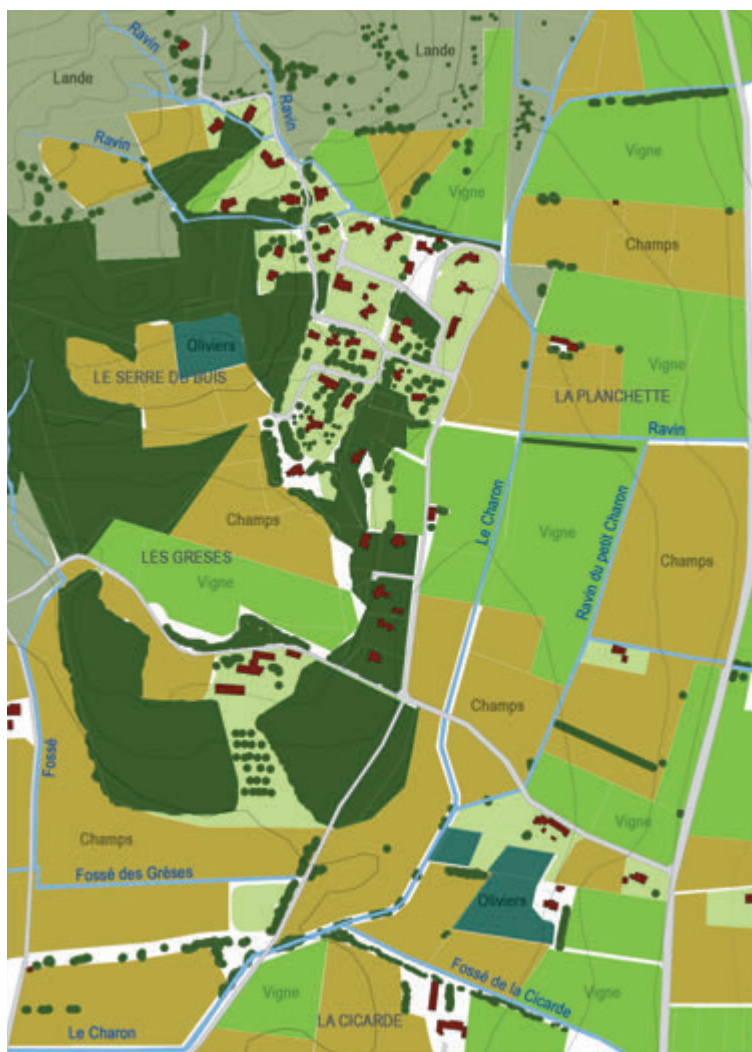 Ravin
Lande
Lande
Ravin
Ravin
Vigne
Vigne
Champs
Oliviers
LE SERRE DU BUIS
Vigne
LA PLANCHETTE
Ravin
Champs
Le Charon
Vigne
Ravin du petit Charon
Champs
LES GRESES
Vigne
Champs
Fossé
Champs
Vigne
Fossé des Grèses
Oliviers
Fossé de la Cicarde
Vigne
Vigne
LA CICARDE
Le Charon